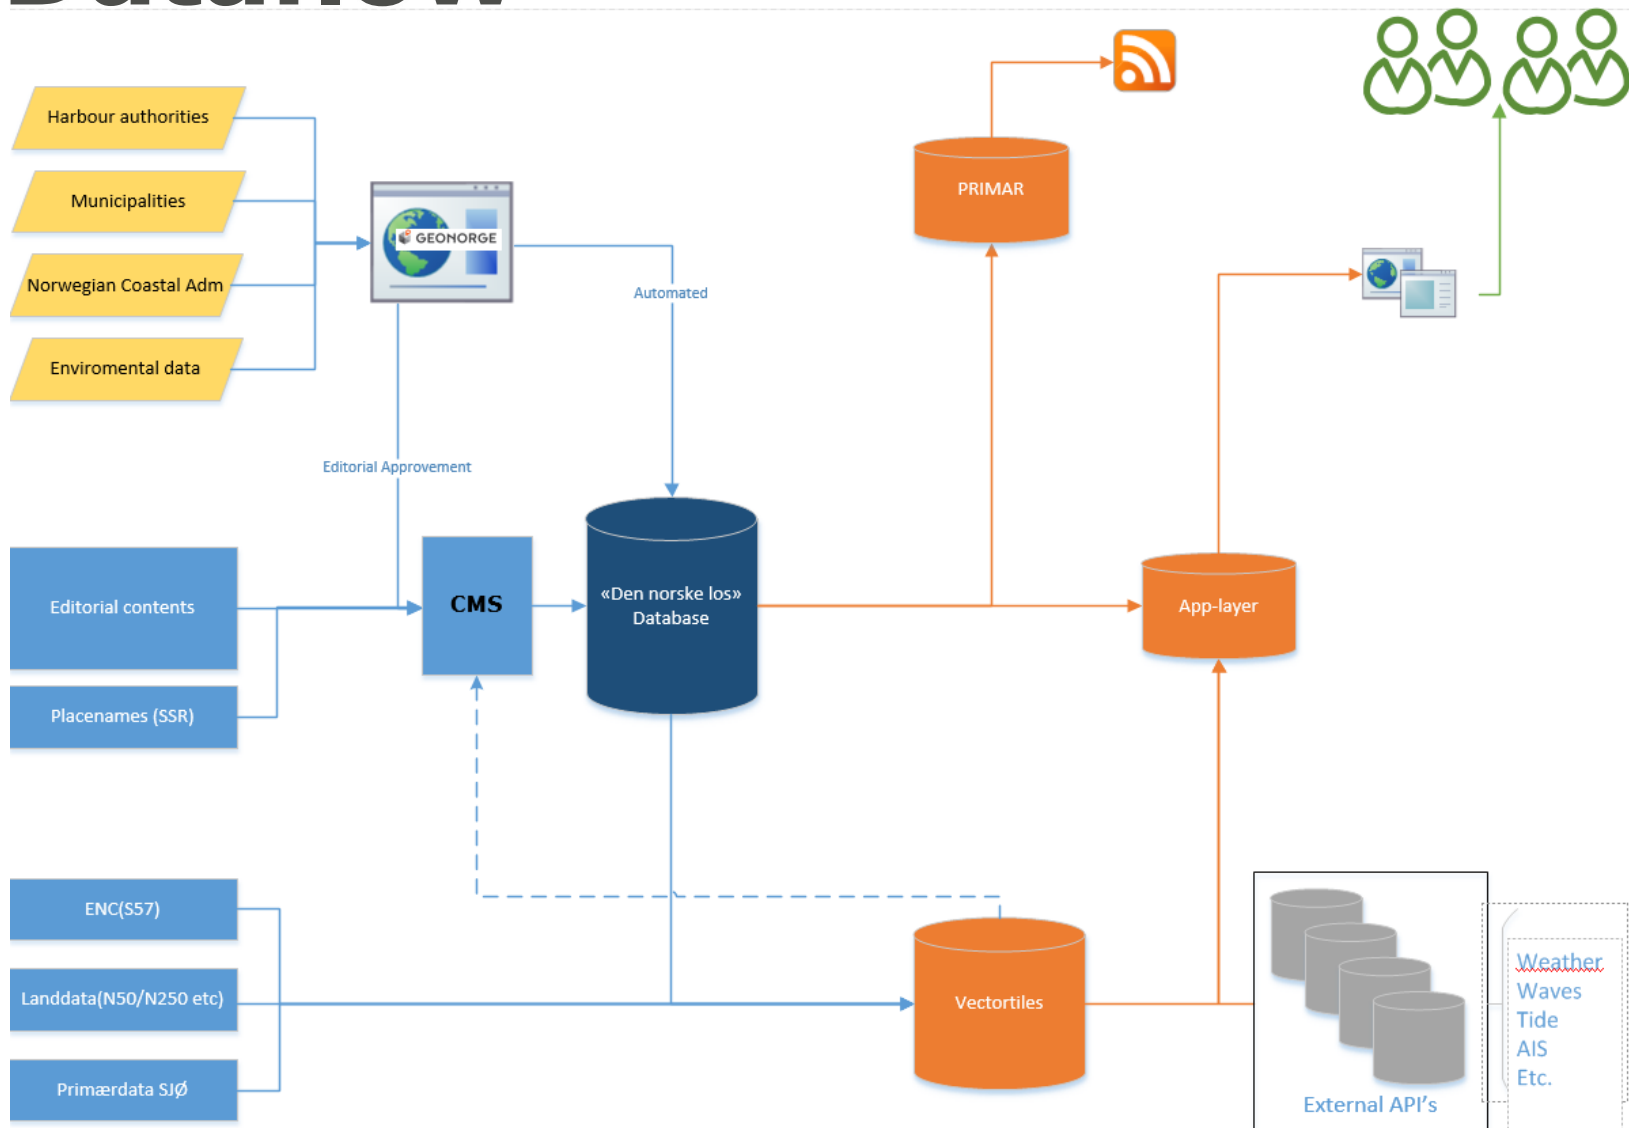 Dataflow
Harbour authorities
Municipalities
Norwegian Coastal Adm
Enviromental data
GEONORGE
Automated
Editorial Approvement
PRIMAR
Editorial contents
Placenames (SSR)
CMS
«Den norske los»
Database
App-layer
ENC(S57)
Landdata(N50/N250 etc)
Primærdata SJØ
Vectortiles
External API's
Weather
Waves
Tide
AIS
Etc.